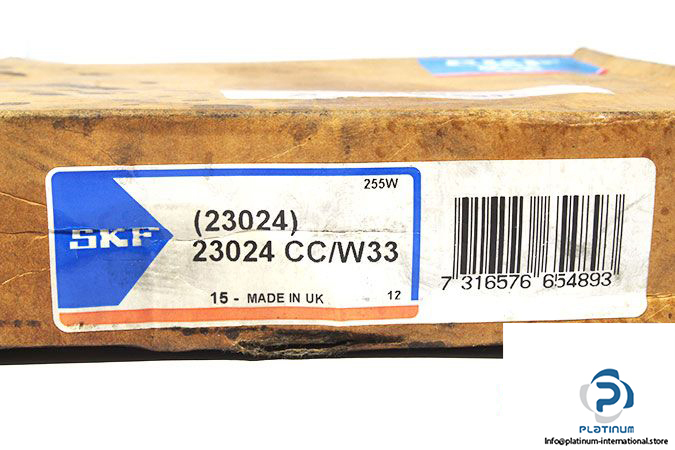 255W
SKF
(23024)
23024 CC/W33
15 - MADE IN UK
12
7 316576 654893
PLATINUM
Info@platinum-international.store